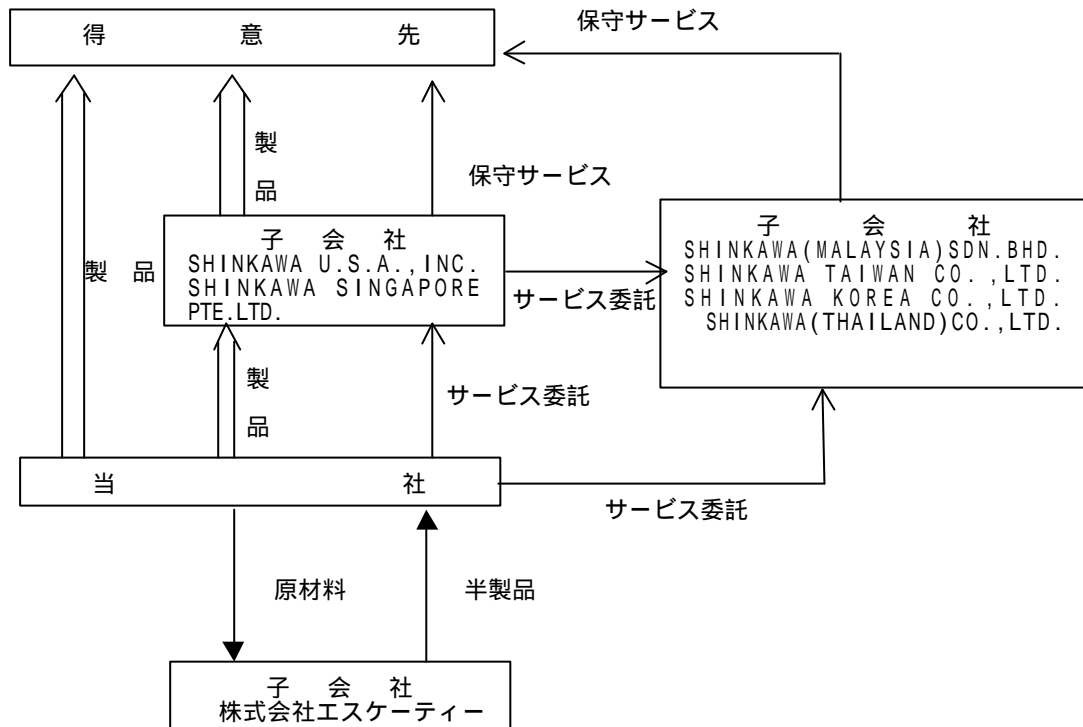 保守サービス
得意先
製品
保守サービス
子会社
SHINKAWA U.S.A.,INC.
SHINKAWA SINGAPORE
PTE.LTD.
子会社
SHINKAWA(MALAYSIA)SDN.BHD.
SHINKAWA TAIWAN CO.,LTD.
SHINKAWA KOREA CO.,LTD.
SHINKAWA(THAILAND)CO.,LTD.
製品
サービス委託
製品
サービス委託
当社
サービス委託
原材料
半製品
子会社
株式会社エスケーティー